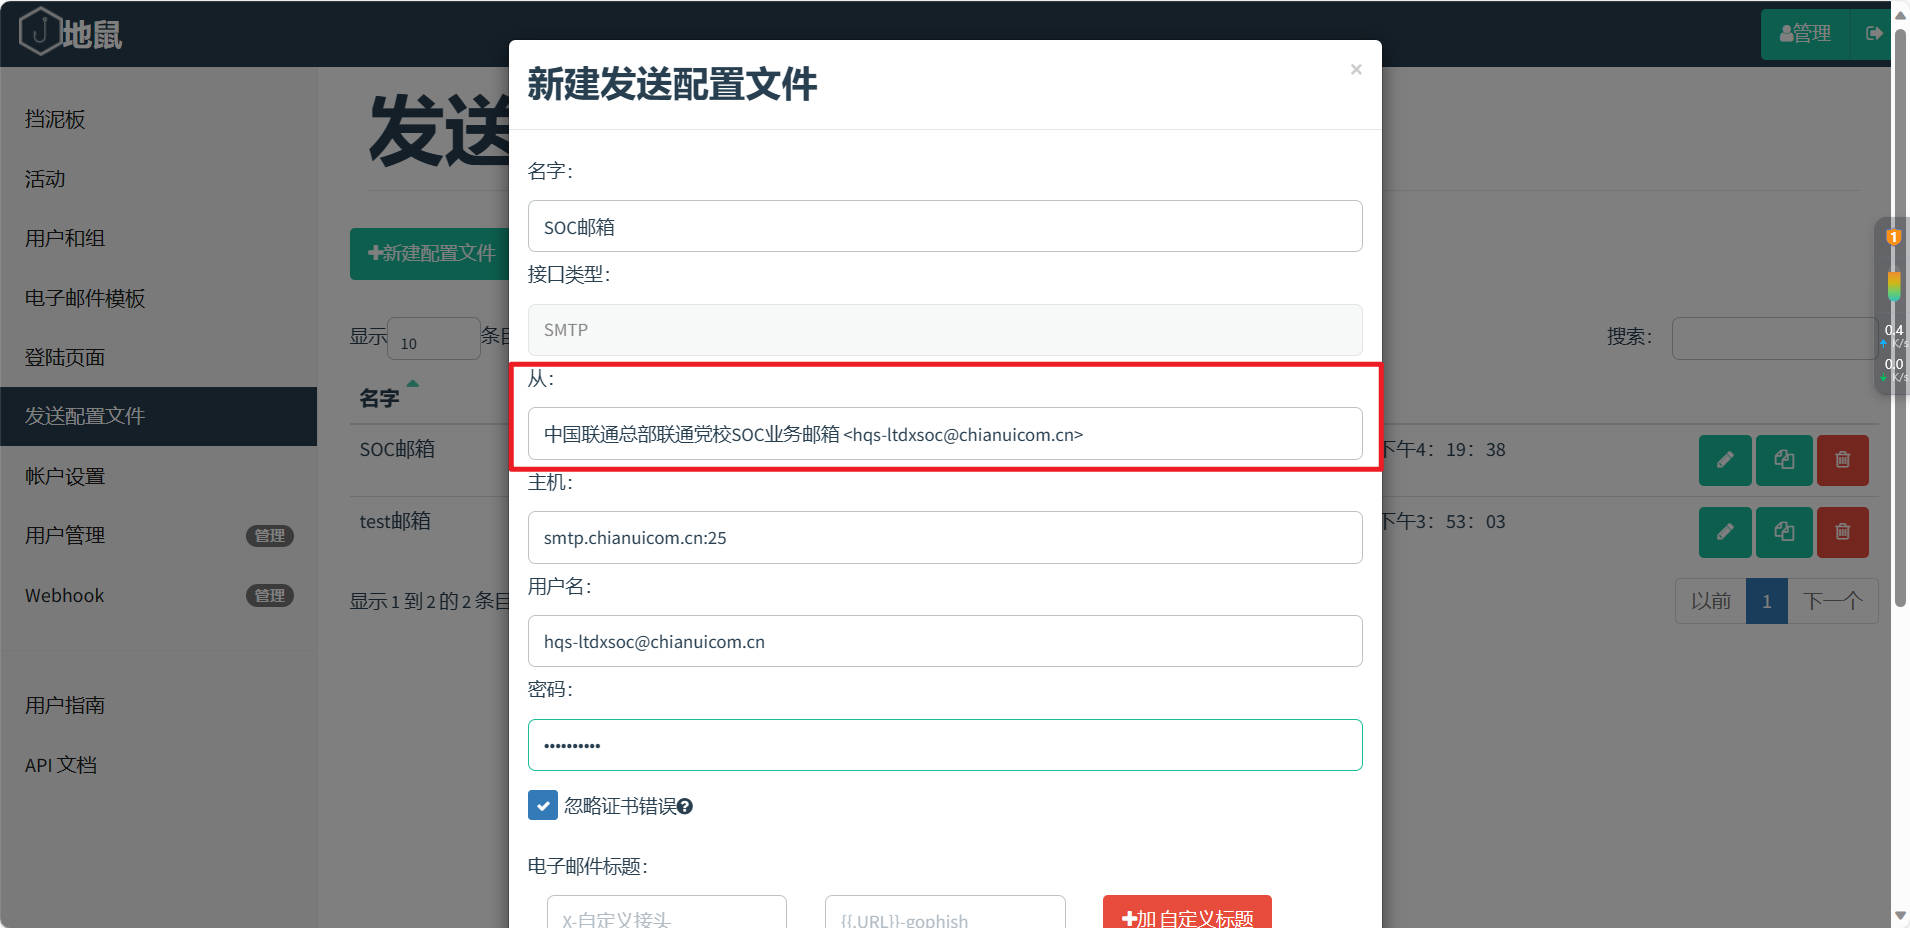 地鼠
管理
挡泥板
活动
用户和组
电子邮件模板
登陆页面
发送配置文件
帐户设置
用户管理
管理
Webhook
管理
用户指南
API 文档
发送
新建配置文件
显示
10
条目
搜索：
名字
SOC邮箱
下午4：19：38
test邮箱
下午3：53：03
显示 1 到 2 的 2 条目
以前
1
下一个
新建发送配置文件
×
名字：
SOC邮箱
接口类型：
SMTP
从：
中国联通总部联通党校SOC业务邮箱 <hqs-ltdxsoc@chianuicom.cn>
主机：
smtp.chianuicom.cn:25
用户名：
hqs-ltdxsoc@chianuicom.cn
密码：
••••••••••
忽略证书错误
电子邮件标题：
X-自定义接头
{{.URL}}-gophish
加 自定义标题
1
0.4
K/s
0.0
K/s